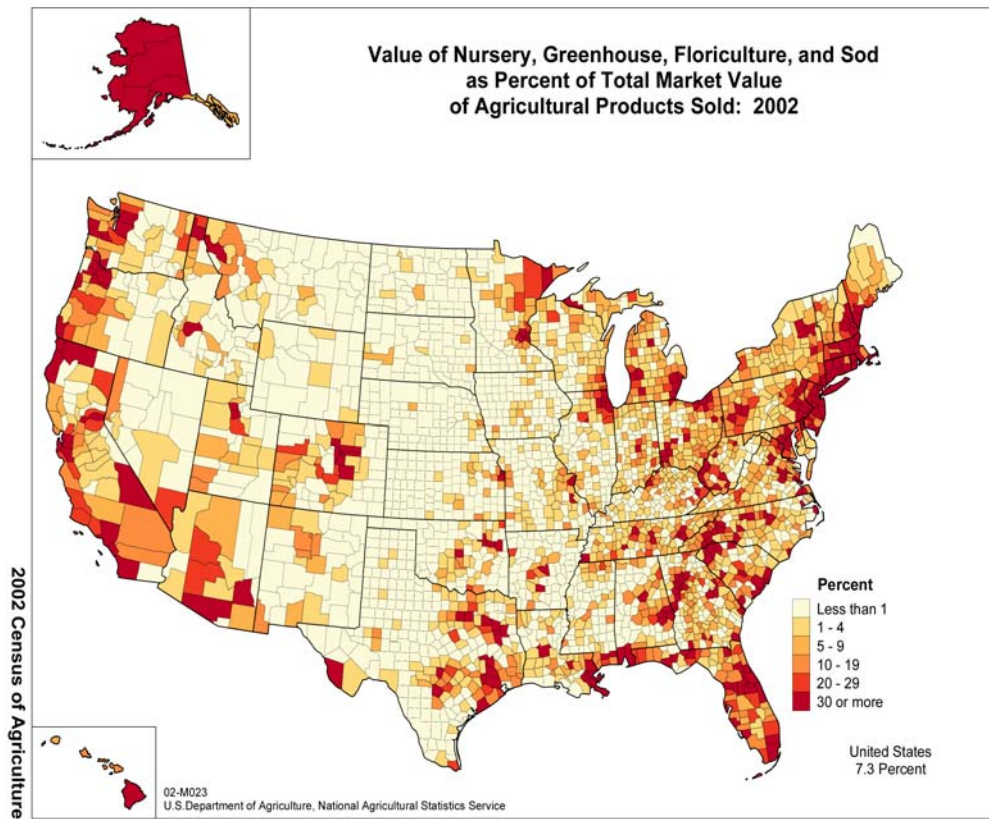 Value of Nursery, Greenhouse, Floriculture, and Sod
as Percent of Total Market Value
of Agricultural Products Sold: 2002
2002 Census of Agriculture
Percent
Less than 1
1 - 4
5 - 9
10 - 19
20 - 29
30 or more
United States
7.3 Percent
02-M023
U.S.Department of Agriculture, National Agricultural Statistics Service